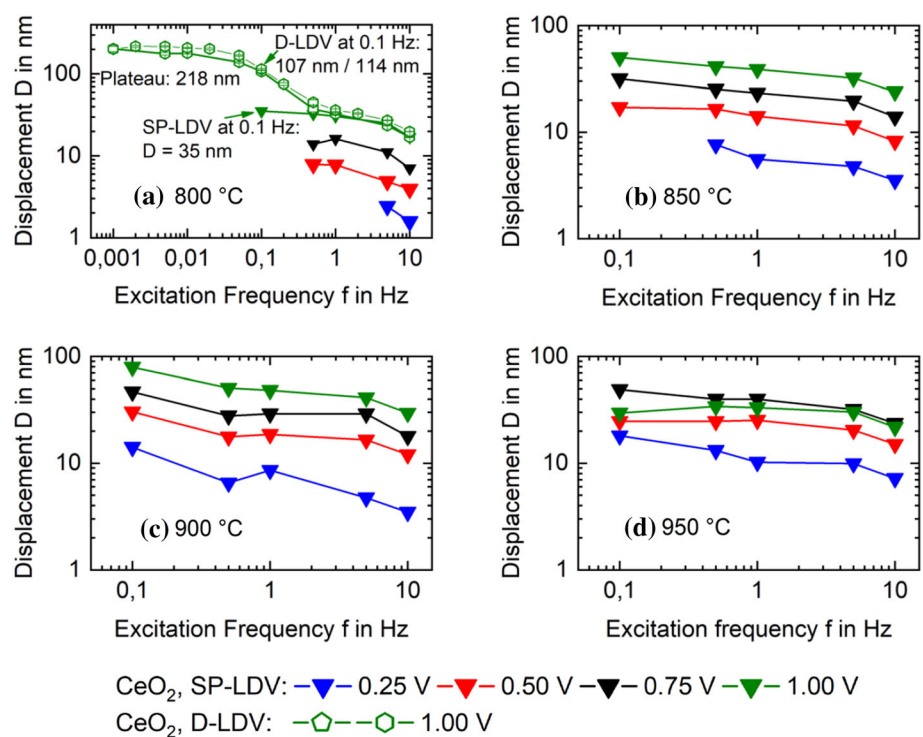 Displacement D in nm
100
10
1
D-LDV at 0.1 Hz:
107 nm / 114 nm
Plateau: 218 nm
SP-LDV at 0.1 Hz:
D = 35 nm
(a) 800 °C
0,001 0,01 0,1 1 10
Excitation Frequency f in Hz
Displacement D in nm
100
10
1
(b) 850 °C
0,1 1 10
Excitation Frequency f in Hz
Displacement D in nm
100
10
1
(c) 900 °C
0,1 1 10
Excitation Frequency f in Hz
Displacement D in nm
100
10
1
(d) 950 °C
0,1 1 10
Excitation frequency f in Hz
CeO₂, SP-LDV: 0.25 V 0.50 V 0.75 V 1.00 V
CeO₂, D-LDV: 1.00 V